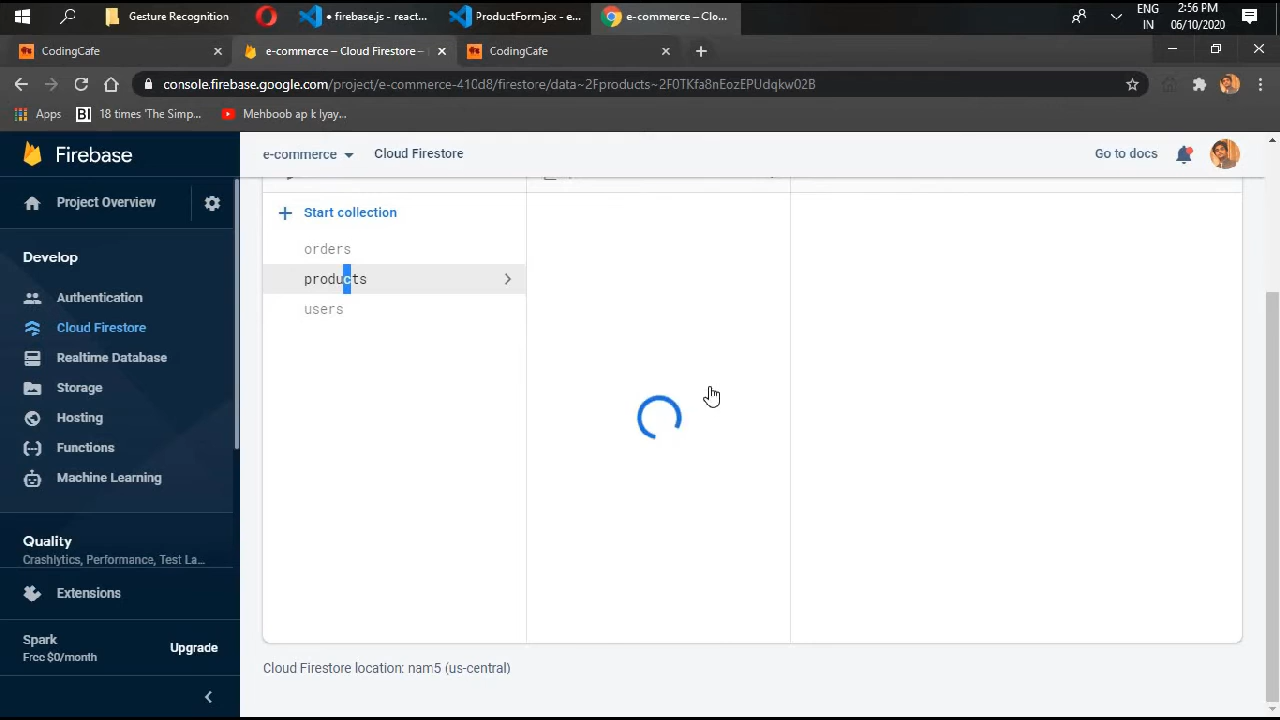 Gesture Recognition
• firebase.js - react...
ProductForm.jsx - e...
e-commerce – Clo...
ENG
IN
2:56 PM
06/10/2020
CodingCafe
e-commerce – Cloud Firestore –
CodingCafe
console.firebase.google.com/project/e-commerce-410d8/firestore/data~2Fproducts~2F0TKfa8nEozEPUdqkw02B
Apps
BI
18 times 'The Simp...
Mehboob ap k lyay...
Firebase
e-commerce
Cloud Firestore
Go to docs
Project Overview
Start collection
Develop
orders
products
users
Authentication
Cloud Firestore
Realtime Database
Storage
Hosting
Functions
Machine Learning
Quality
Crashlytics, Performance, Test La...
Extensions
Spark
Free $0/month
Upgrade
Cloud Firestore location: nam5 (us-central)